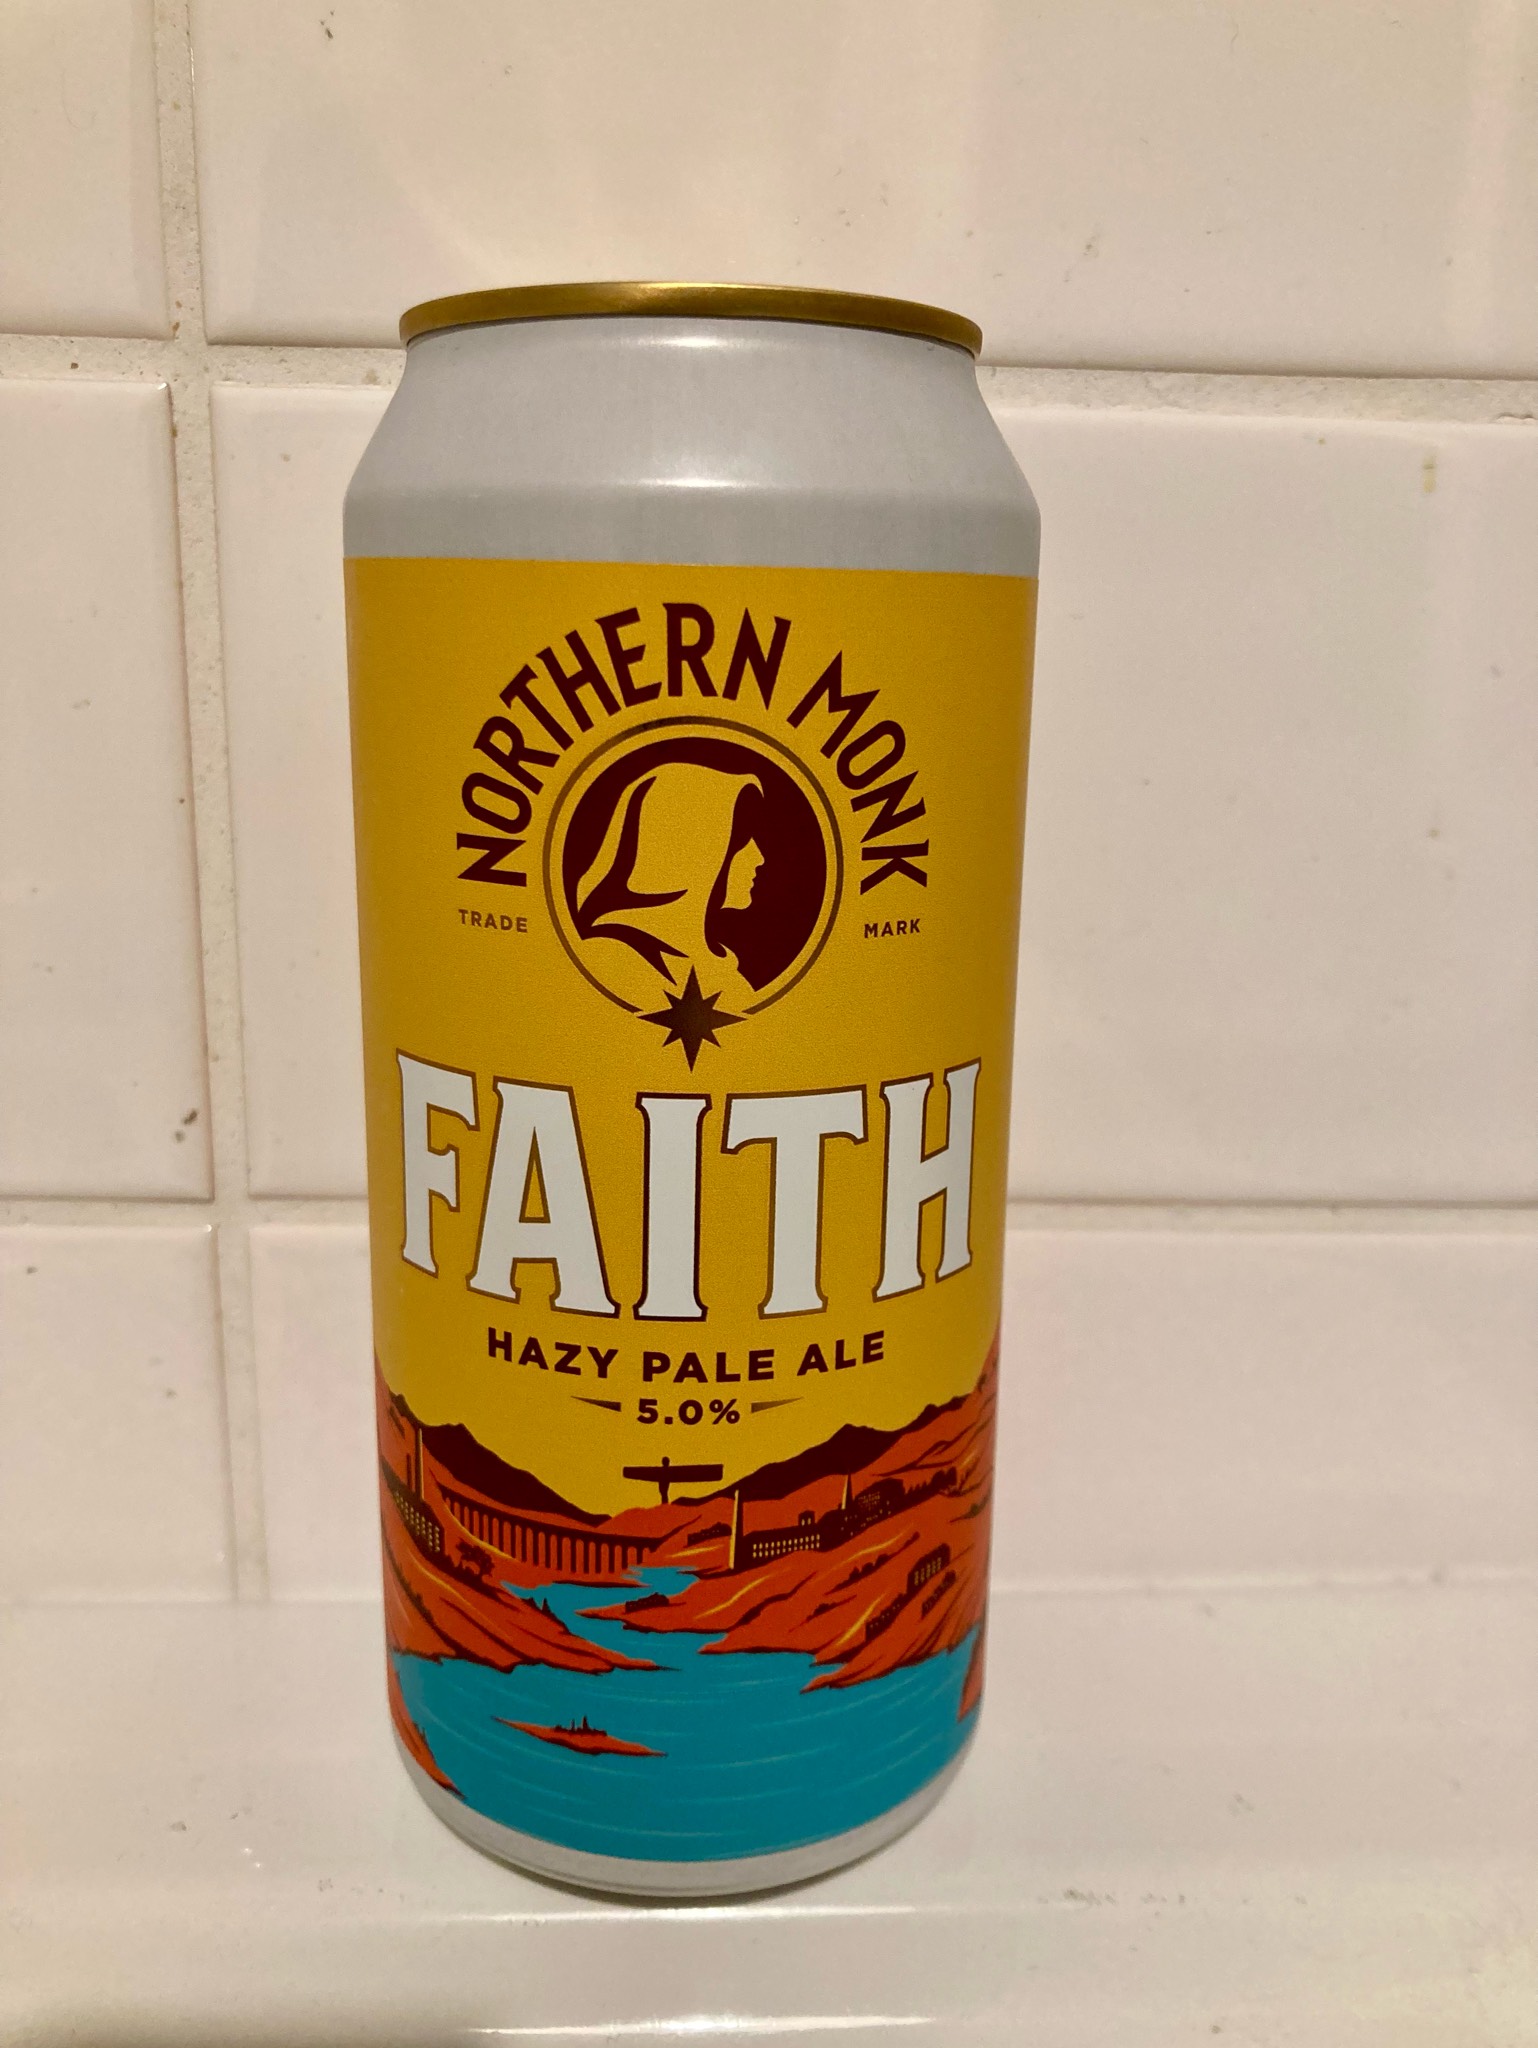 NORTHERN MONK
TRADE MARK
FAITH
HAZY PALE ALE
5.0%